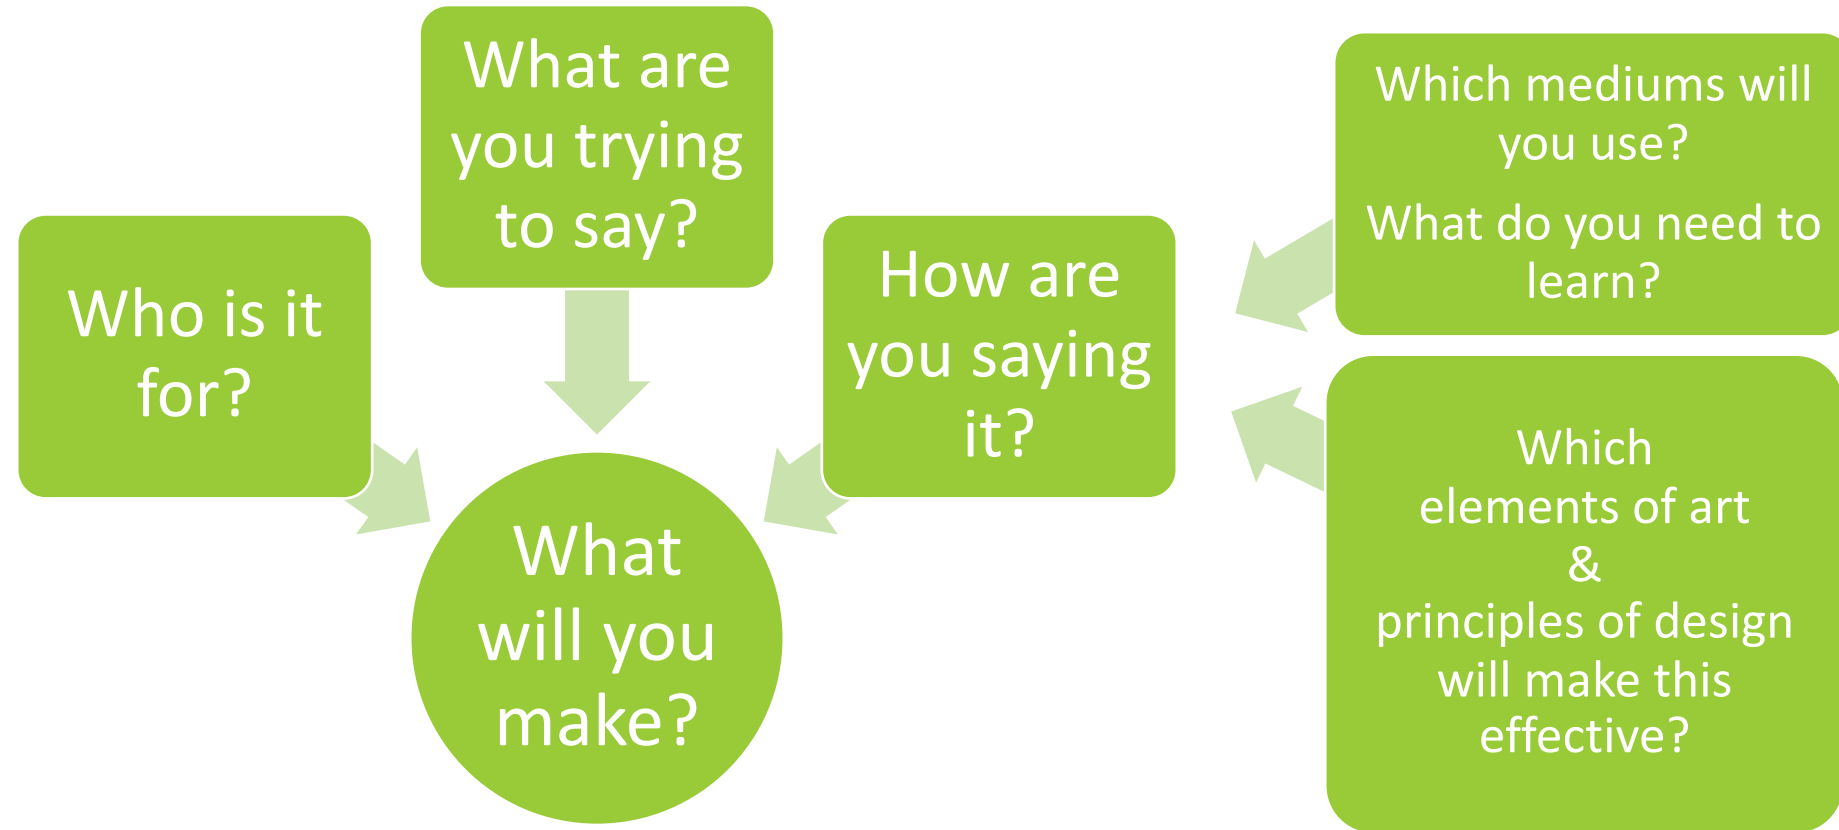 Who is it
for?
What are
you trying
to say?
How are
you saying
it?
What
will you
make?
Which mediums will
you use?
What do you need to
learn?
Which
elements of art
&
principles of design
will make this
effective?